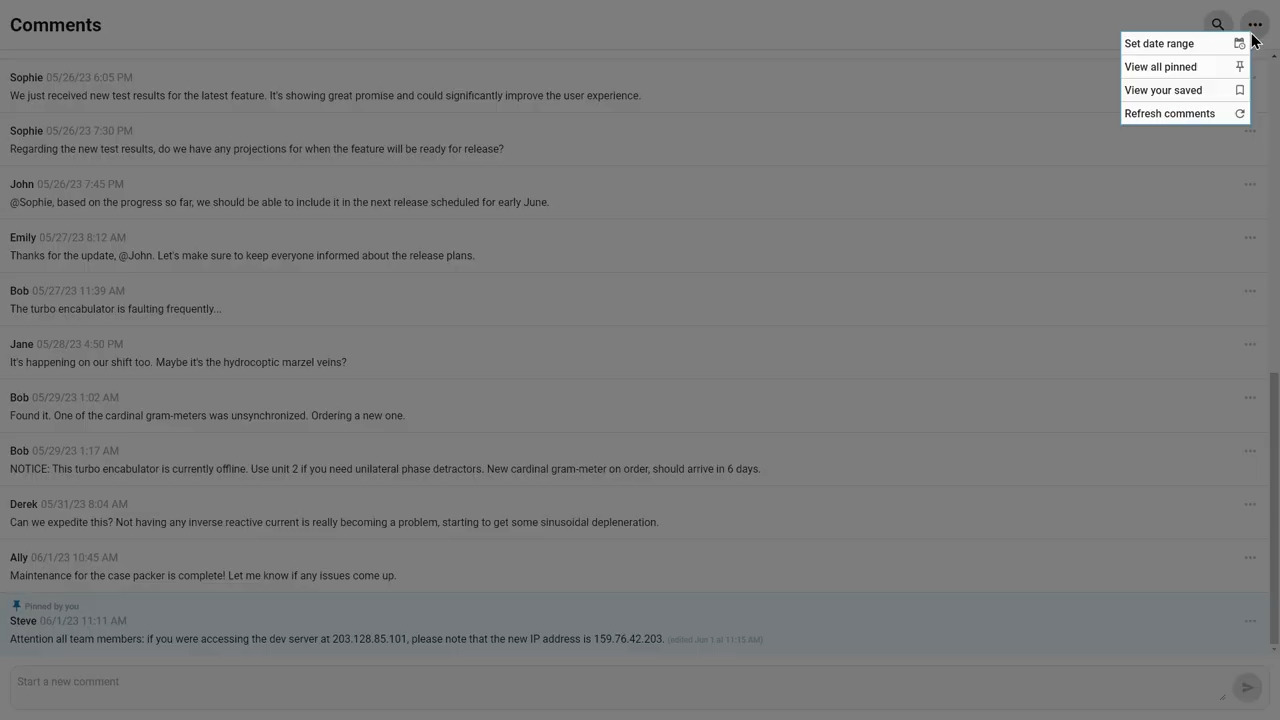 Comments
Set date range
View all pinned
View your saved
Refresh comments
Sophie 05/26/23 6:05 PM
We just received new test results for the latest feature. It's showing great promise and could significantly improve the user experience.
Sophie 05/26/23 7:30 PM
Regarding the new test results, do we have any projections for when the feature will be ready for release?
John 05/26/23 7:45 PM
@Sophie, based on the progress so far, we should be able to include it in the next release scheduled for early June.
Emily 05/27/23 8:12 AM
Thanks for the update, @John. Let's make sure to keep everyone informed about the release plans.
Bob 05/27/23 11:39 AM
The turbo encabulator is faulting frequently...
Jane 05/28/23 4:50 PM
It's happening on our shift too. Maybe it's the hydrocoptic marzel veins?
Bob 05/29/23 1:02 AM
Found it. One of the cardinal gram-meters was unsynchronized. Ordering a new one.
Bob 05/29/23 1:17 AM
NOTICE: This turbo encabulator is currently offline. Use unit 2 if you need unilateral phase detractors. New cardinal gram-meter on order, should arrive in 6 days.
Derek 05/31/23 8:04 AM
Can we expedite this? Not having any inverse reactive current is really becoming a problem, starting to get some sinusoidal depleneration.
Ally 06/1/23 10:45 AM
Maintenance for the case packer is complete! Let me know if any issues come up.
Pinned by you
Steve 06/1/23 11:11 AM
Attention all team members: if you were accessing the dev server at 203.128.85.101, please note that the new IP address is 159.76.42.203. (edited Jun 1 at 11:15 AM)
Start a new comment